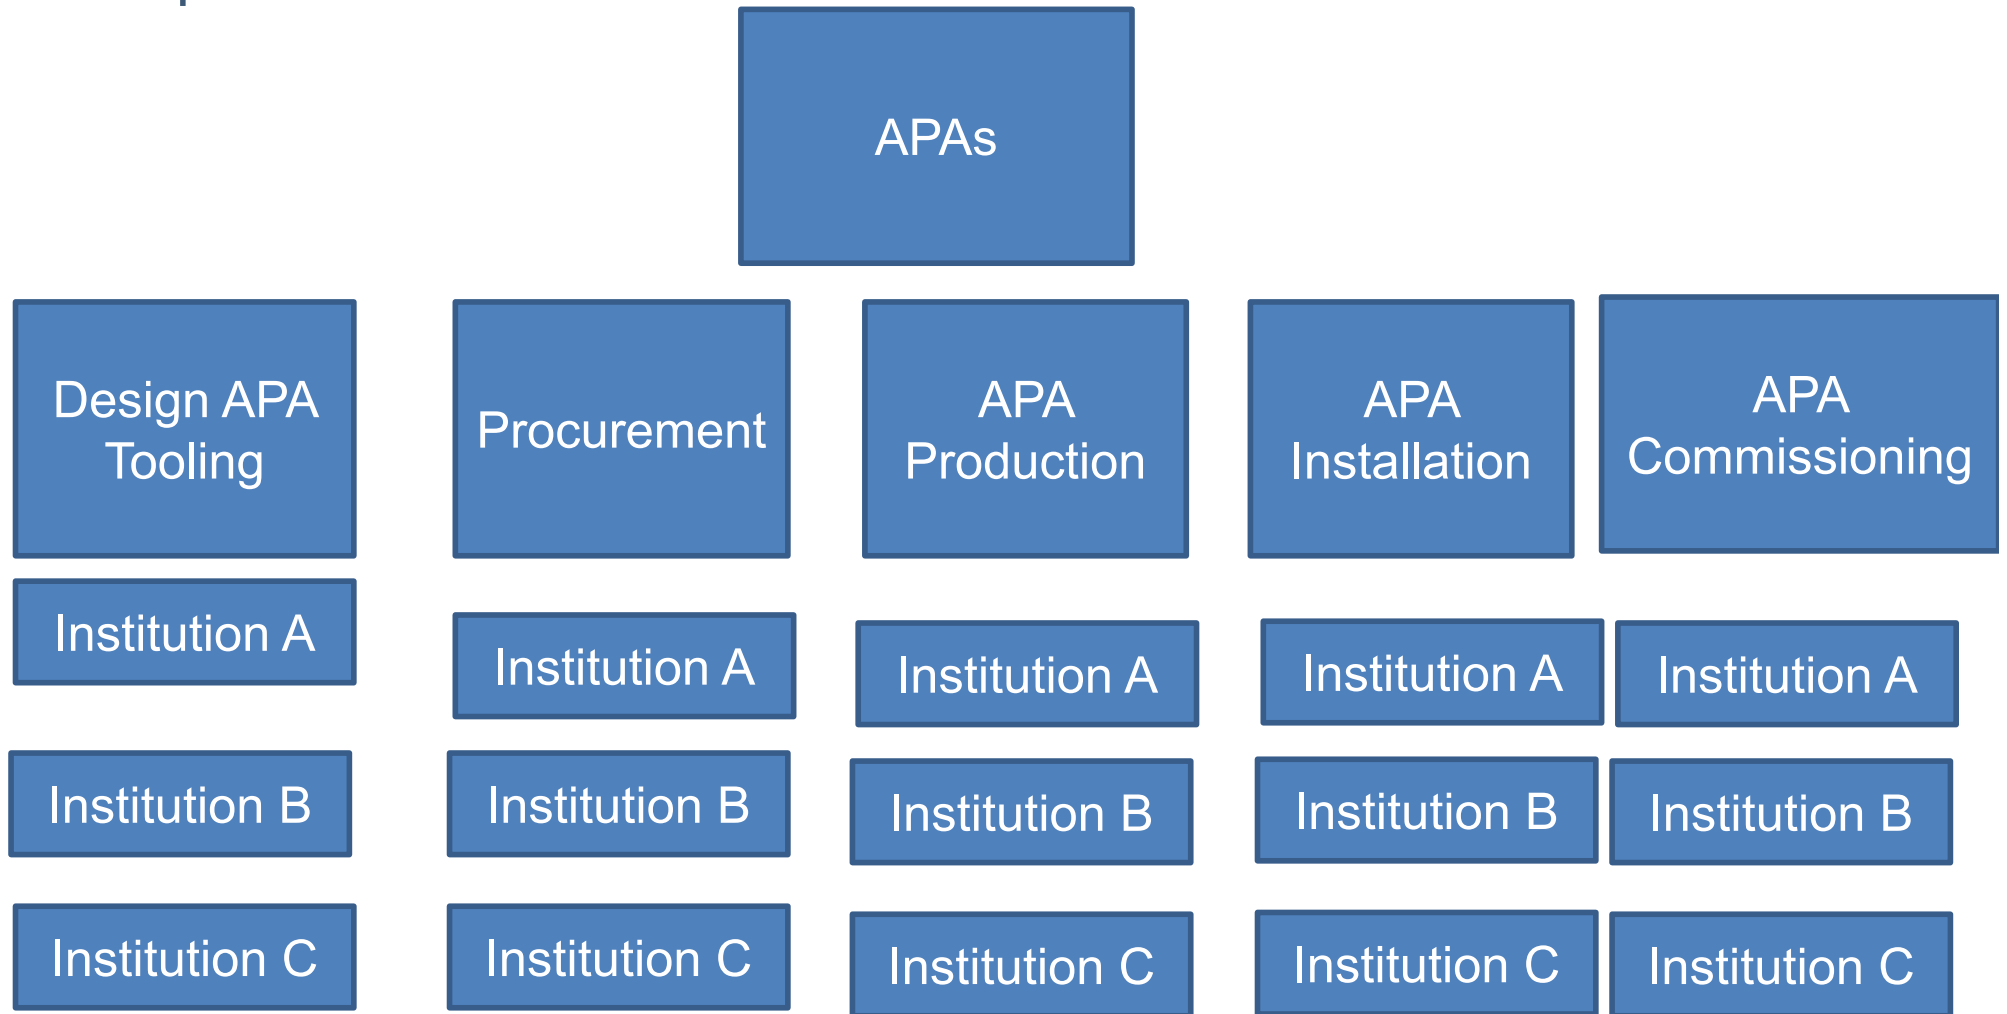 APAs
Design APA
Tooling
Procurement
APA
Production
APA
Installation
APA
Commissioning
Institution A
Institution A
Institution A
Institution A
Institution A
Institution B
Institution B
Institution B
Institution B
Institution B
Institution C
Institution C
Institution C
Institution C
Institution C